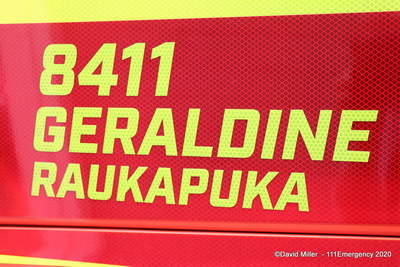 8411
GERALDINE
RAUKAPUKA
©David Miller - 111Emergency 2020